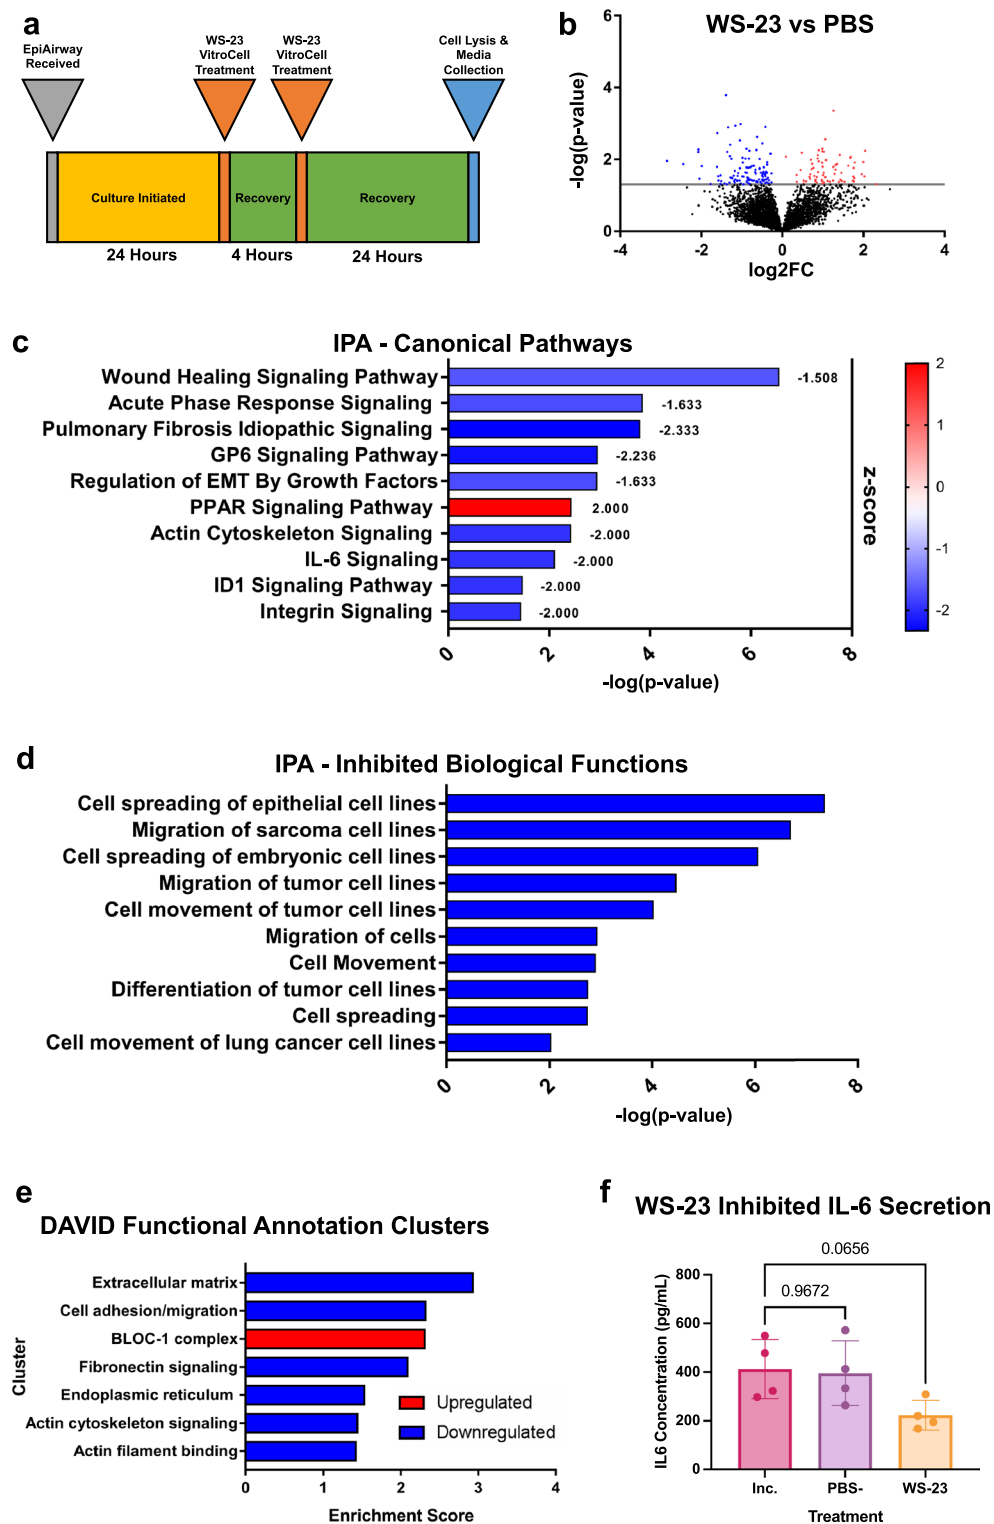 a
EpiAirway
Received
WS-23
VitroCell
Treatment
WS-23
VitroCell
Treatment
Cell Lysis &
Media
Collection
Culture Initiated
Recovery
Recovery
24 Hours
4 Hours
24 Hours
b
WS-23 vs PBS
-log(p-value)
6
4
2
0
-4
-2
0
2
4
log2FC
c
IPA - Canonical Pathways
Wound Healing Signaling Pathway
-1.508
Acute Phase Response Signaling
-1.633
Pulmonary Fibrosis Idiopathic Signaling
-2.333
GP6 Signaling Pathway
-2.236
Regulation of EMT By Growth Factors
-1.633
PPAR Signaling Pathway
2.000
Actin Cytoskeleton Signaling
-2.000
IL-6 Signaling
-2.000
ID1 Signaling Pathway
-2.000
Integrin Signaling
-2.000
0
2
4
6
8
-log(p-value)
z-score
2
1
0
-1
-2
d
IPA - Inhibited Biological Functions
Cell spreading of epithelial cell lines
Migration of sarcoma cell lines
Cell spreading of embryonic cell lines
Migration of tumor cell lines
Cell movement of tumor cell lines
Migration of cells
Cell Movement
Differentiation of tumor cell lines
Cell spreading
Cell movement of lung cancer cell lines
0
2
4
6
8
-log(p-value)
e
DAVID Functional Annotation Clusters
Cluster
Extracellular matrix
Cell adhesion/migration
BLOC-1 complex
Fibronectin signaling
Endoplasmic reticulum
Actin cytoskeleton signaling
Actin filament binding
Upregulated
Downregulated
0
1
2
3
4
Enrichment Score
f
WS-23 Inhibited IL-6 Secretion
0.0656
0.9672
IL6 Concentration (pg/mL)
800
600
400
200
0
Inc.
PBS-
WS-23
Treatment